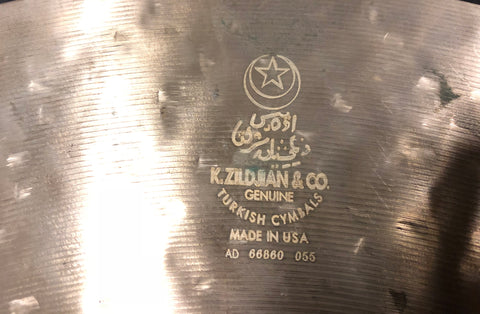 K. ZILDJIAN & CO.
GENUINE
TURKISH CYMBALS
MADE IN USA
AD 66860 055